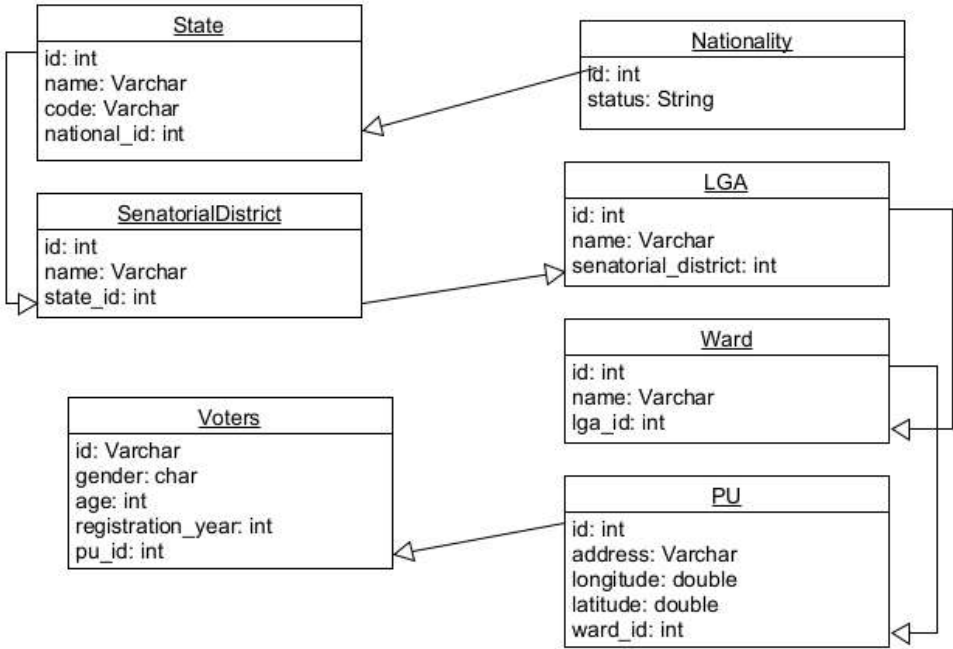 State
id: int
name: Varchar
code: Varchar
national_id: int
Nationality
id: int
status: String
SenatorialDistrict
id: int
name: Varchar
state_id: int
LGA
id: int
name: Varchar
senatorial_district: int
Ward
id: int
name: Varchar
lga_id: int
Voters
id: Varchar
gender: char
age: int
registration_year: int
pu_id: int
PU
id: int
address: Varchar
longitude: double
latitude: double
ward_id: int